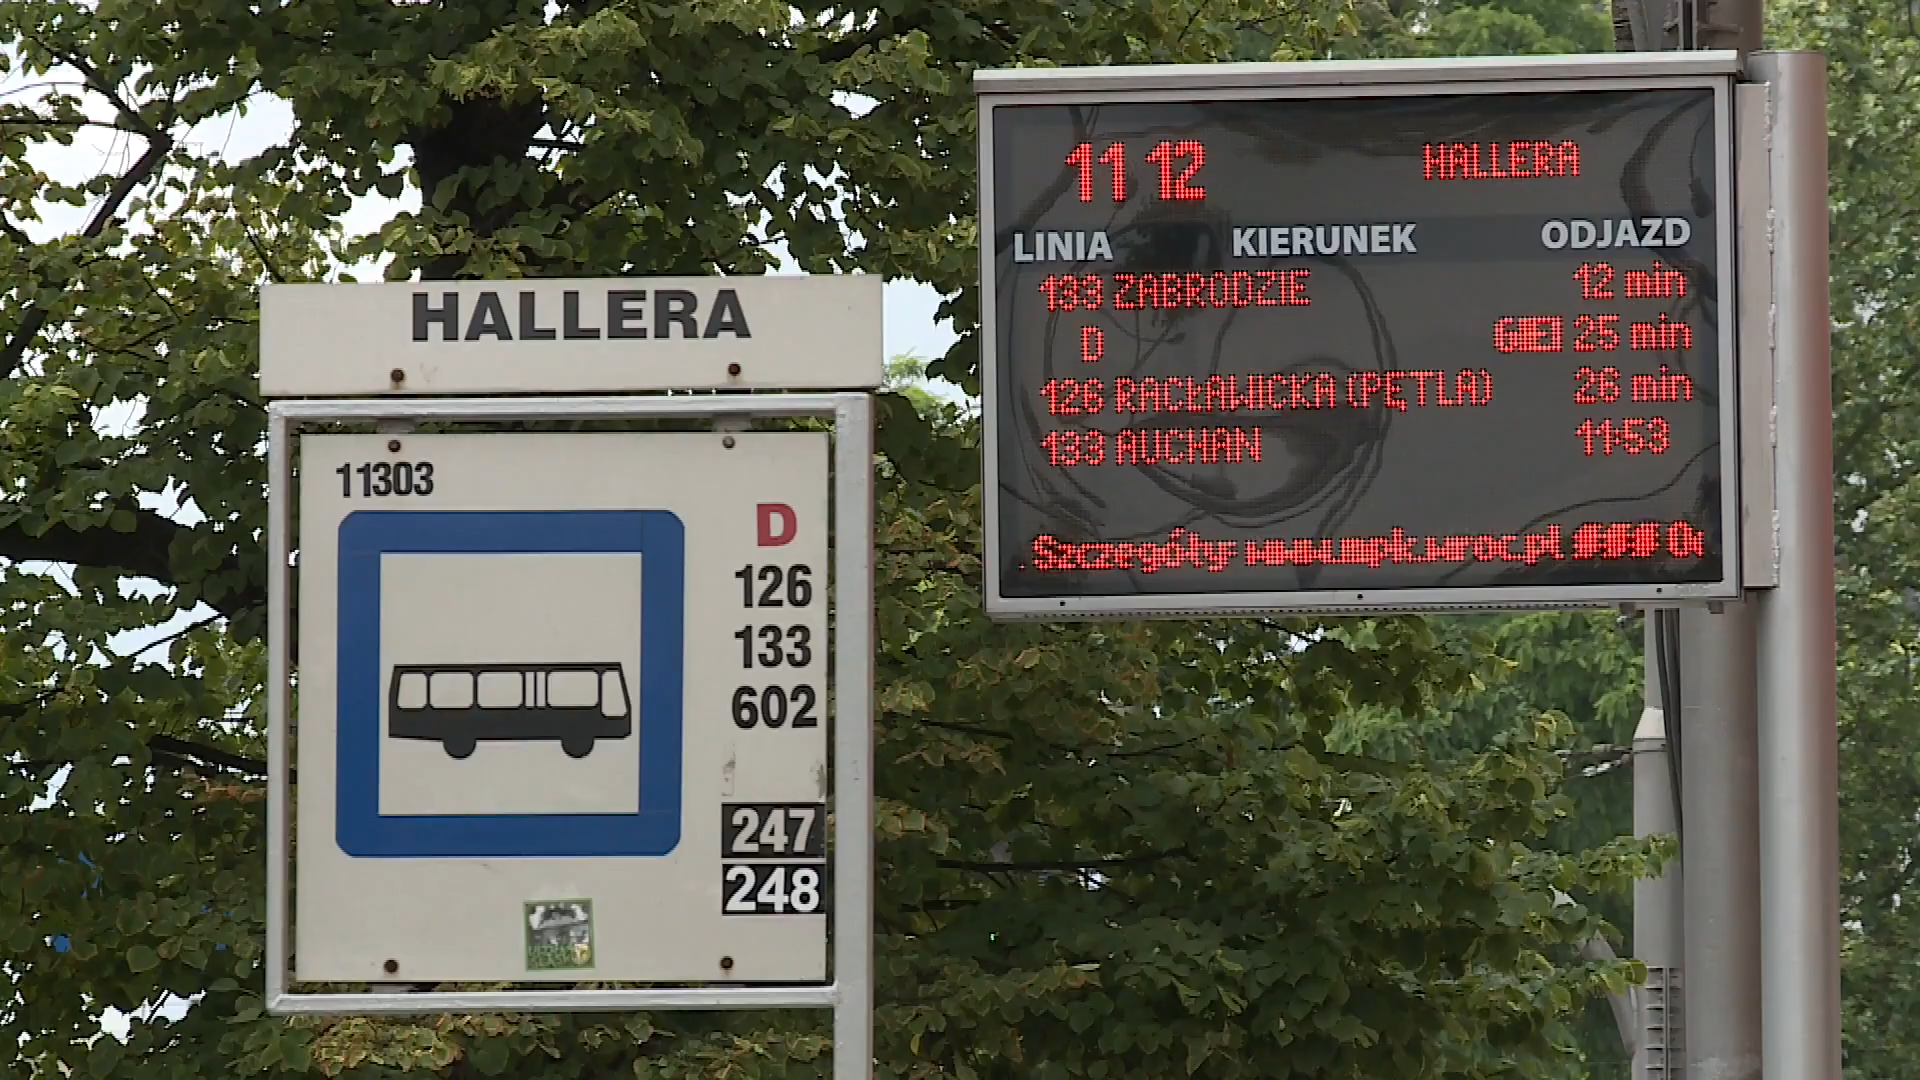 HALLERA
11303
D
126
133
602
247
248
11 12 HALLERA
LINIA KIERUNEK ODJAZD
133 ZABRODZIE 12 min
D 25 min
126 RACŁAWICKA (PĘTLA) 26 min
133 AUCHAN 11:53
. Szczegóły: www.mpk.wroc.pl ###